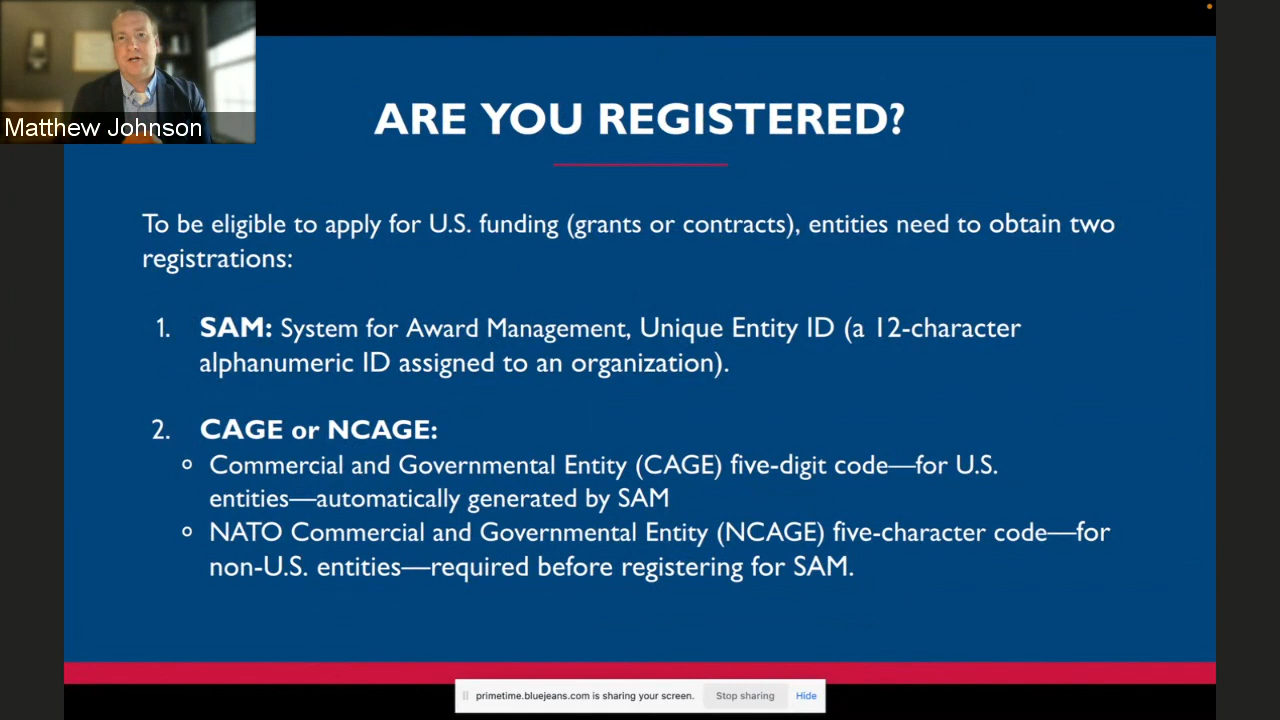 Matthew Johnson
ARE YOU REGISTERED?
To be eligible to apply for U.S. funding (grants or contracts), entities need to obtain two
registrations:
1. SAM: System for Award Management, Unique Entity ID (a 12-character
alphanumeric ID assigned to an organization).
2. CAGE or NCAGE:
Commercial and Governmental Entity (CAGE) five-digit code—for U.S.
entities—automatically generated by SAM
NATO Commercial and Governmental Entity (NCAGE) five-character code—for
non-U.S. entities—required before registering for SAM.
primetime.bluejeans.com is sharing your screen. Stop sharing Hide